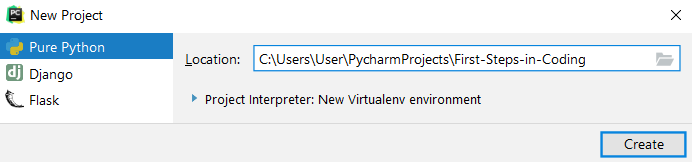 New Project
Pure Python
Django
Flask
Location: C:\Users\User\PycharmProjects\First-Steps-in-Coding
Project Interpreter: New Virtualenv environment
Create